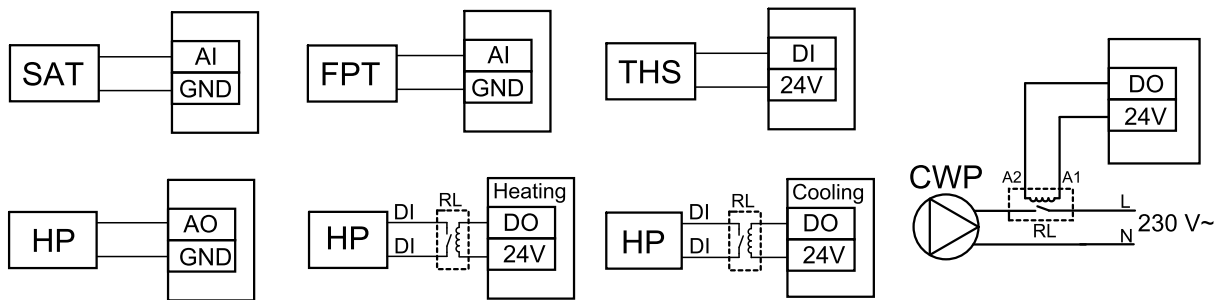 SAT
AI
GND
FPT
AI
GND
THS
DI
24V
DO
24V
CWP
A2
A1
RL
L
N
230 V~
HP
AO
GND
HP
DI
DI
RL
Heating
DO
24V
HP
DI
DI
RL
Cooling
DO
24V